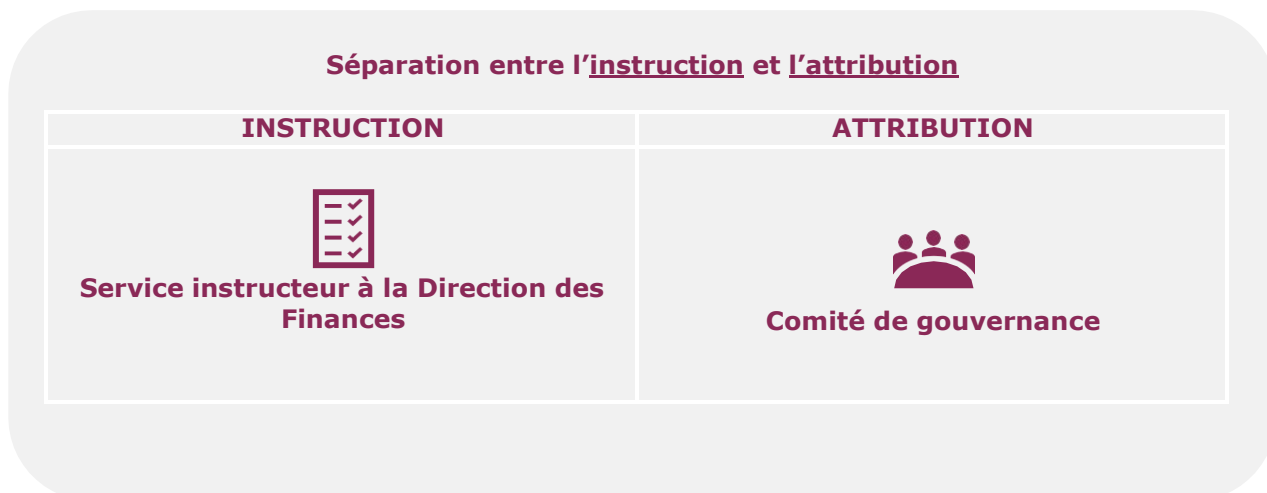 Séparation entre l’instruction et l’attribution
INSTRUCTION
ATTRIBUTION
Service instructeur à la Direction des
Finances
Comité de gouvernance